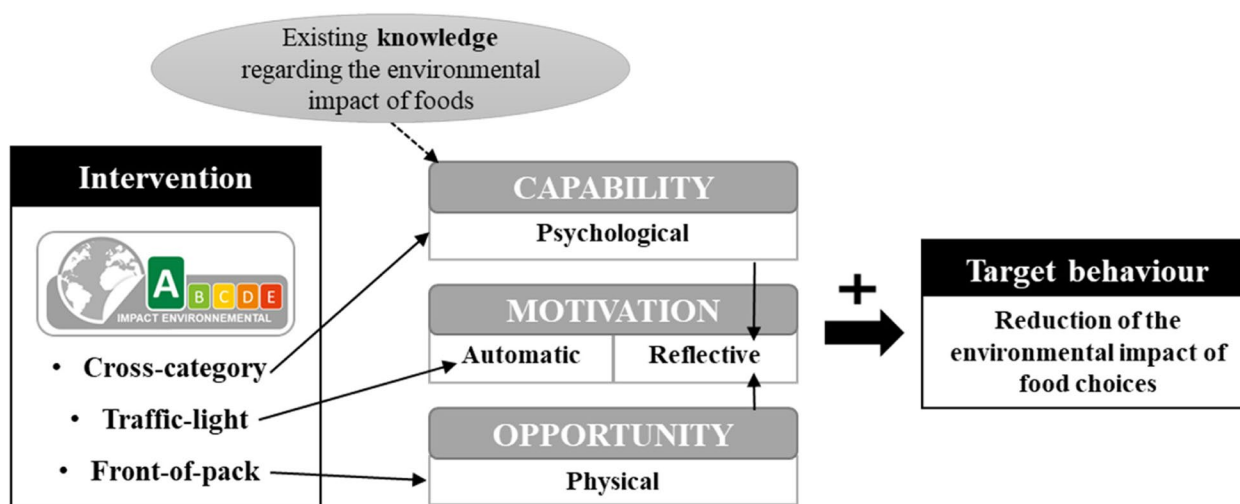 Existing knowledge
regarding the environmental
impact of foods
Intervention
A
B C D E
IMPACT ENVIRONNEMENTAL
• Cross-category
• Traffic-light
• Front-of-pack
CAPABILITY
Psychological
MOTIVATION
Automatic
Reflective
OPPORTUNITY
Physical
+
Target behaviour
Reduction of the
environmental impact of
food choices